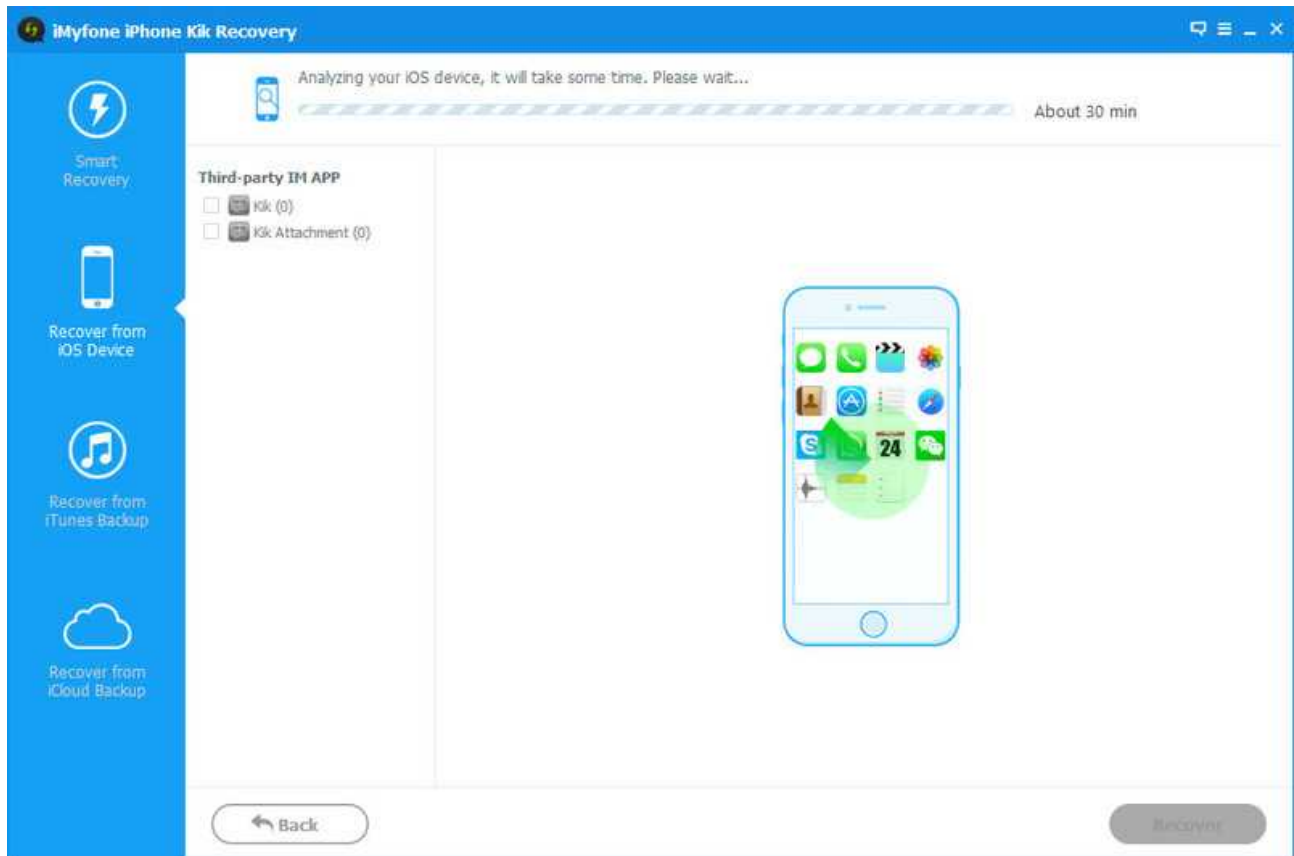 iMyfone iPhone Kik Recovery
Analyzing your iOS device, it will take some time. Please wait...
About 30 min
Smart
Recovery
Recover from
iOS Device
Recover from
iTunes Backup
Recover from
iCloud Backup
Third-party IM APP
Kik (0)
Kik Attachment (0)
S
24
Back
Recover